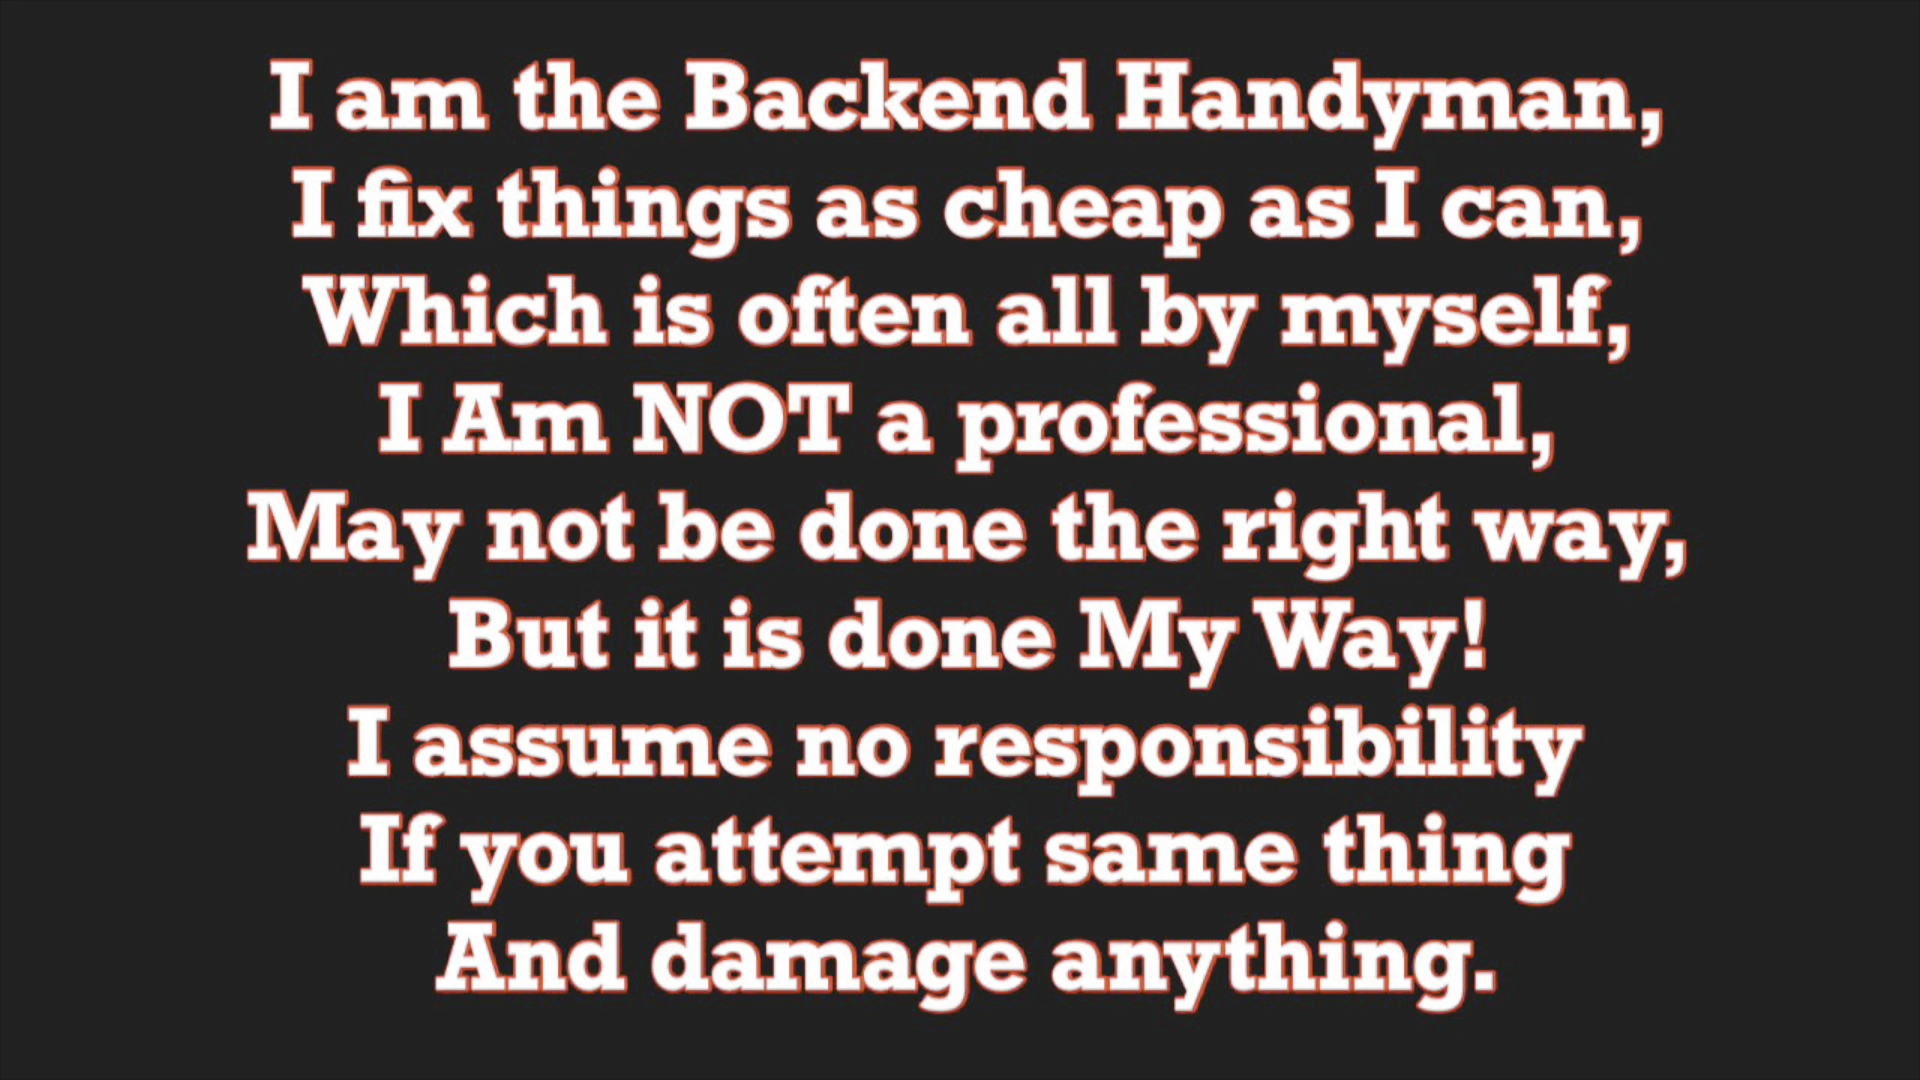 I am the Backend Handyman,
I fix things as cheap as I can,
Which is often all by myself,
I Am NOT a professional,
May not be done the right way,
But it is done My Way!
I assume no responsibility
If you attempt same thing
And damage anything.